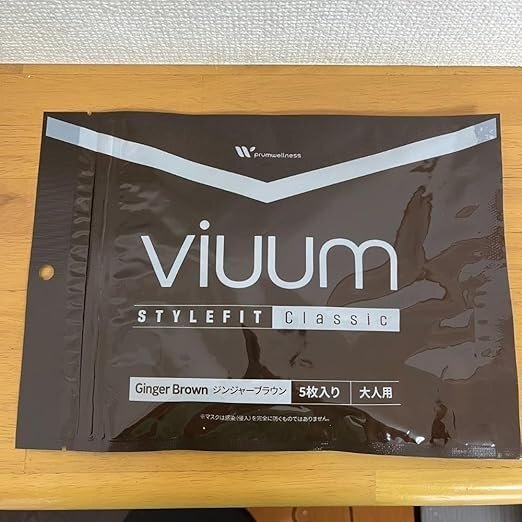 prumwellness
viuum
STYLEFIT Classic
Ginger Brown ジンジャーブラウン 5枚入り 大人用
※マスクは感染(侵入)を完全に防ぐものではありません。